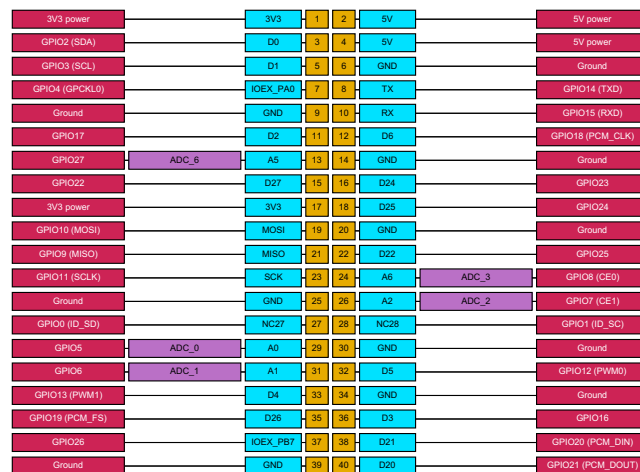 3V3 power 3V3 1 2 5V 5V power
GPIO2 (SDA) D0 3 4 5V 5V power
GPIO3 (SCL) D1 5 6 GND Ground
GPIO4 (GPCKL0) IOEX_PA0 7 8 TX GPIO14 (TXD)
Ground GND 9 10 RX GPIO15 (RXD)
GPIO17 D2 11 12 D6 GPIO18 (PCM_CLK)
GPIO27 ADC_6 A5 13 14 GND Ground
GPIO22 D27 15 16 D24 GPIO23
3V3 power 3V3 17 18 D25 GPIO24
GPIO10 (MOSI) MOSI 19 20 GND Ground
GPIO9 (MISO) MISO 21 22 D22 GPIO25
GPIO11 (SCLK) SCK 23 24 A6 ADC_3 GPIO8 (CE0)
Ground GND 25 26 A2 ADC_2 GPIO7 (CE1)
GPIO0 (ID_SD) NC27 27 28 NC28 GPIO1 (ID_SC)
GPIO5 ADC_0 A0 29 30 GND Ground
GPIO6 ADC_1 A1 31 32 D5 GPIO12 (PWM0)
GPIO13 (PWM1) D4 33 34 GND Ground
GPIO19 (PCM_FS) D26 35 36 D3 GPIO16
GPIO26 IOEX_PB7 37 38 D21 GPIO20 (PCM_DIN)
Ground GND 39 40 D20 GPIO21 (PCM_DOUT)